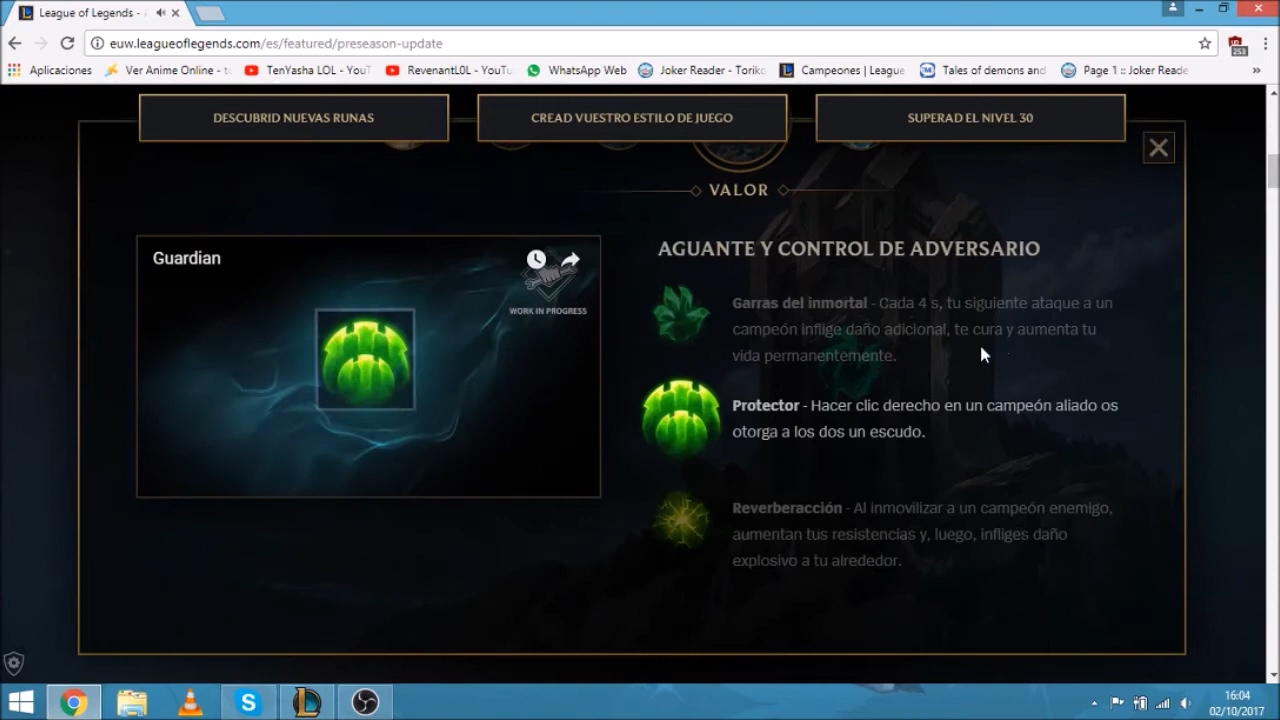 League of Legends -
euw.leagueoflegends.com/es/featured/preseason-update
253
Aplicaciones
Ver Anime Online - to
TenYasha LOL - YouT
RevenantL0L - YouTu
WhatsApp Web
Joker Reader - Toriko
Campeones | League
Tales of demons and
Page 1 :: Joker Reade
»
DESCUBRID NUEVAS RUNAS
CREAD VUESTRO ESTILO DE JUEGO
SUPERAD EL NIVEL 30
VALOR
Guardian
WORK IN PROGRESS
AGUANTE Y CONTROL DE ADVERSARIO
Garras del inmortal - Cada 4 s, tu siguiente ataque a un
campeón inflige daño adicional, te cura y aumenta tu
vida permanentemente.
Protector - Hacer clic derecho en un campeón aliado os
otorga a los dos un escudo.
Reverberacción - Al inmovilizar a un campeón enemigo,
aumentan tus resistencias y, luego, infliges daño
explosivo a tu alrededor.
16:04
02/10/2017